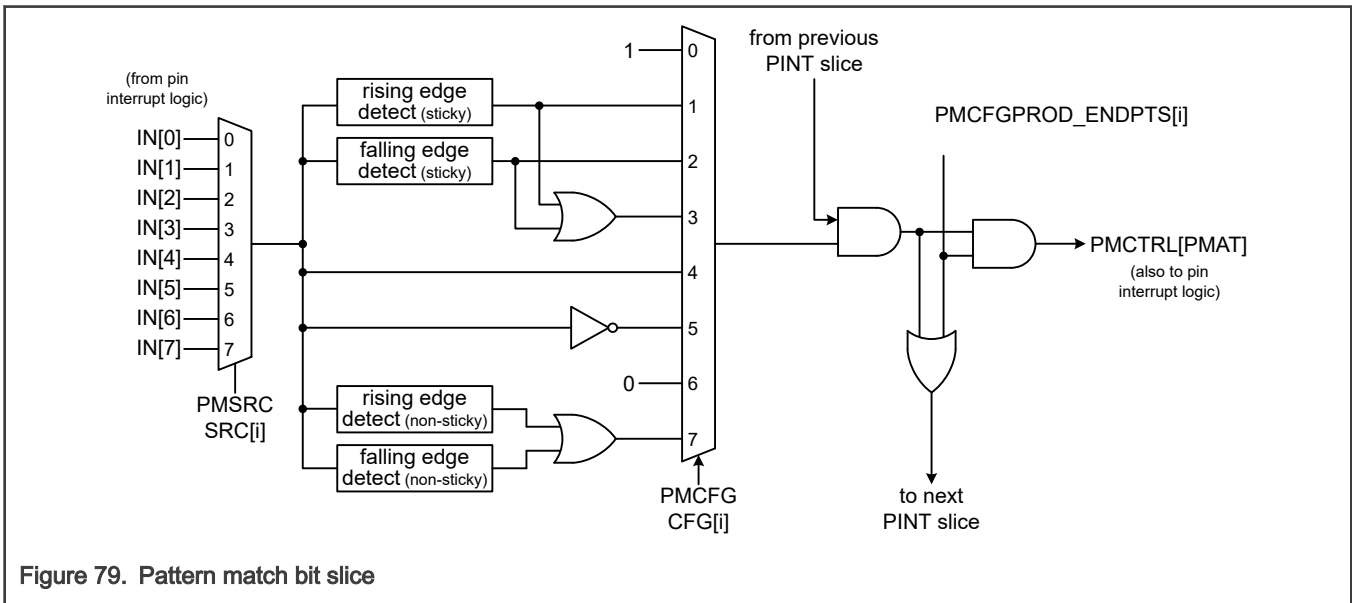 (from pin
interrupt logic)
IN[0]
IN[1]
IN[2]
IN[3]
IN[4]
IN[5]
IN[6]
IN[7]
0
1
2
3
4
5
6
7
PMSRC
SRC[i]
rising edge
detect (sticky)
falling edge
detect (sticky)
rising edge
detect (non-sticky)
falling edge
detect (non-sticky)
1
0
0
1
2
3
4
5
6
7
PMCFG
CFG[i]
from previous
PINT slice
PMCFGPROD_ENDPTS[i]
PMCTRL[PMAT]
(also to pin
interrupt logic)
to next
PINT slice
Figure 79. Pattern match bit slice